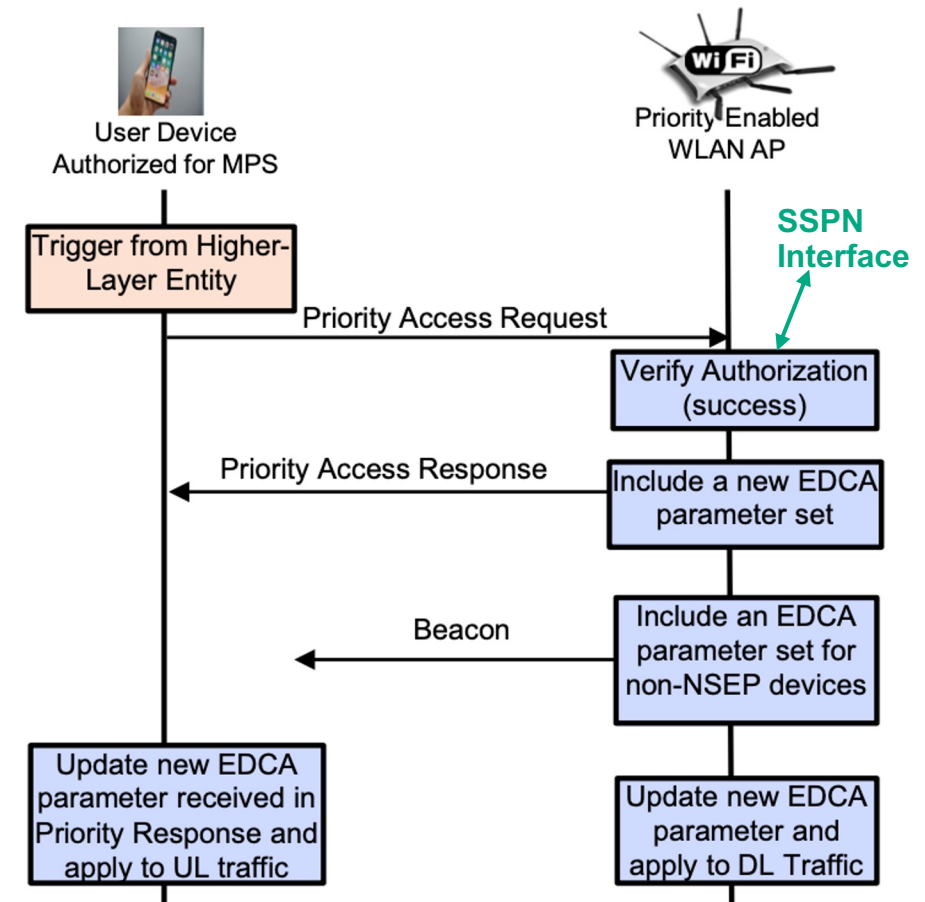 Wi Fi
User Device
Authorized for MPS
Priority Enabled
WLAN AP
SSPN
Interface
Trigger from Higher-
Layer Entity
Priority Access Request
Verify Authorization
(success)
Priority Access Response
Include a new EDCA
parameter set
Beacon
Include an EDCA
parameter set for
non-NSEP devices
Update new EDCA
parameter received in
Priority Response and
apply to UL traffic
Update new EDCA
parameter and
apply to DL Traffic